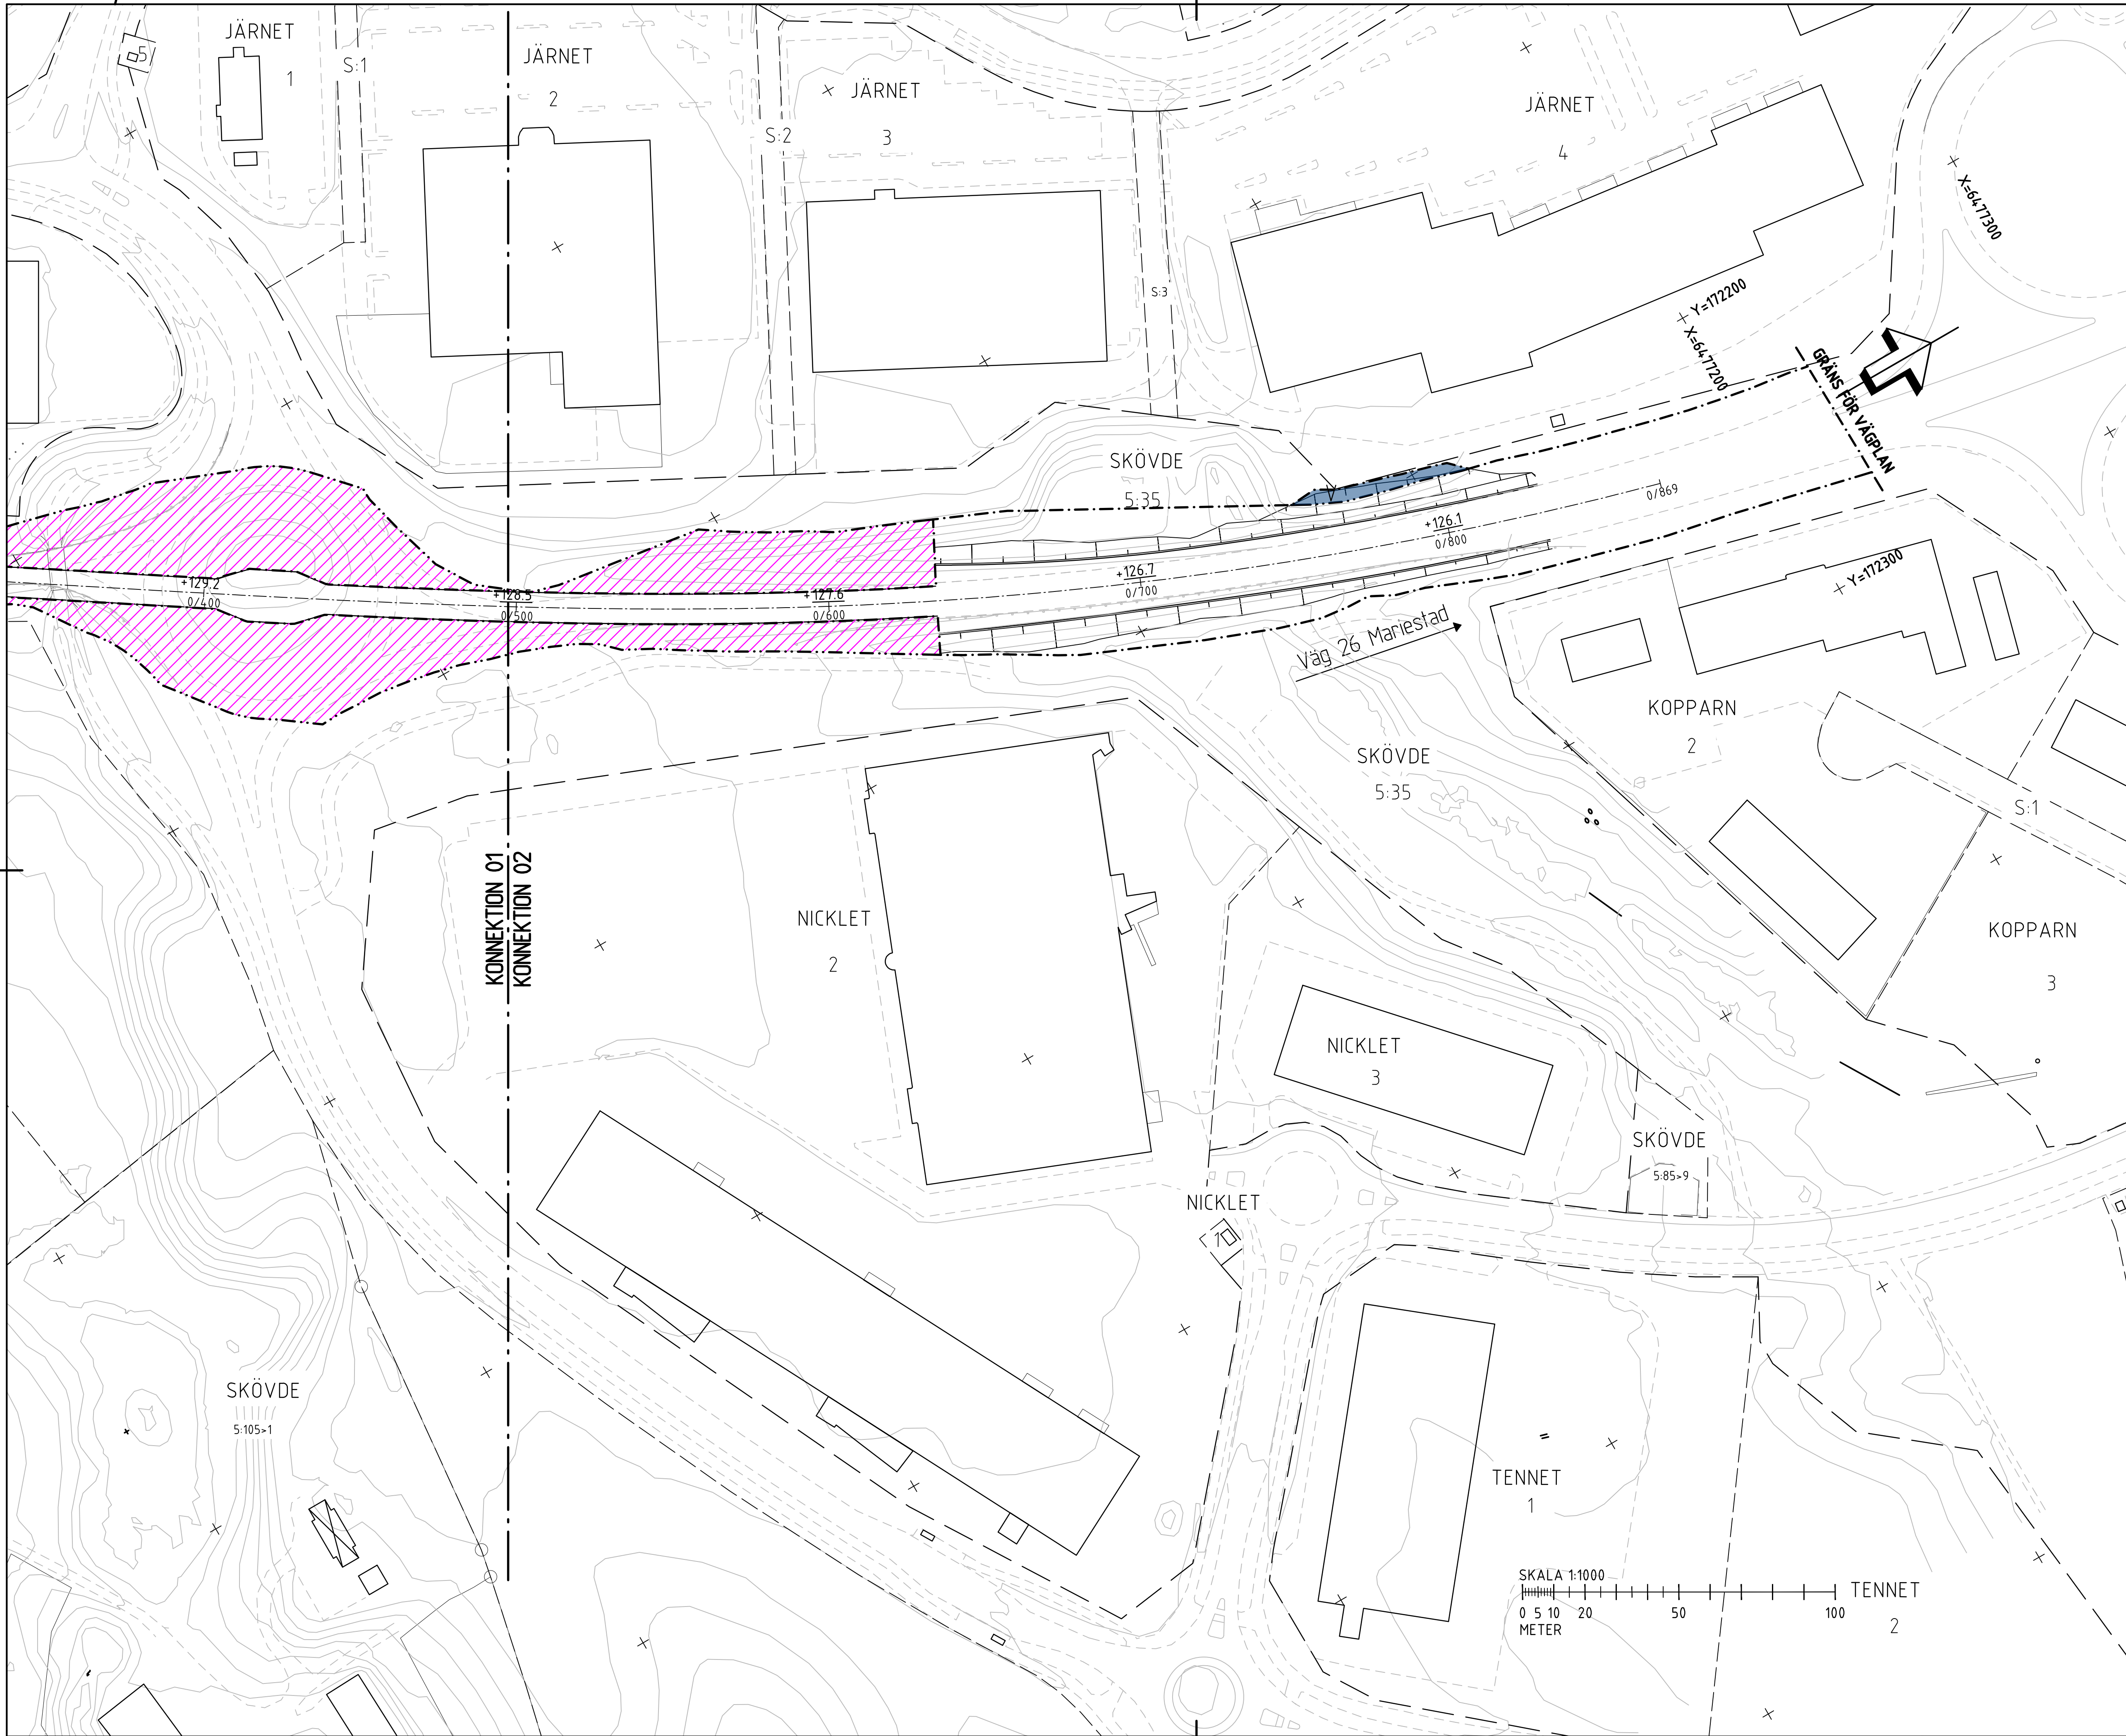 JÄRNET
1
5
S:1
JÄRNET
2
S:2
JÄRNET
3
JÄRNET
4
S:3
X=6477300
Y=172200
X=6477200
GRÄNS FÖR VÄGPLAN
SKÖVDE
5:35
0/869
+126.1
0/800
+126.7
0/700
+127.6
0/600
+128.5
0/500
+129.2
0/400
Y=172300
Väg 26 Mariestad
KOPPARN
2
SKÖVDE
5:35
S:1
KONNEKTION 01
KONNEKTION 02
NICKLET
2
KOPPARN
3
NICKLET
3
SKÖVDE
5:85>9
NICKLET
1
SKÖVDE
5:105>1
TENNET
1
SKALA 1:1000
0 5 10 20 50 100
METER
TENNET
2